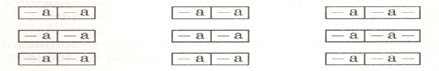 — a — a — a — a — a — a —
— a — a — a — a — a — a —
— a — a — a — a — a — a —